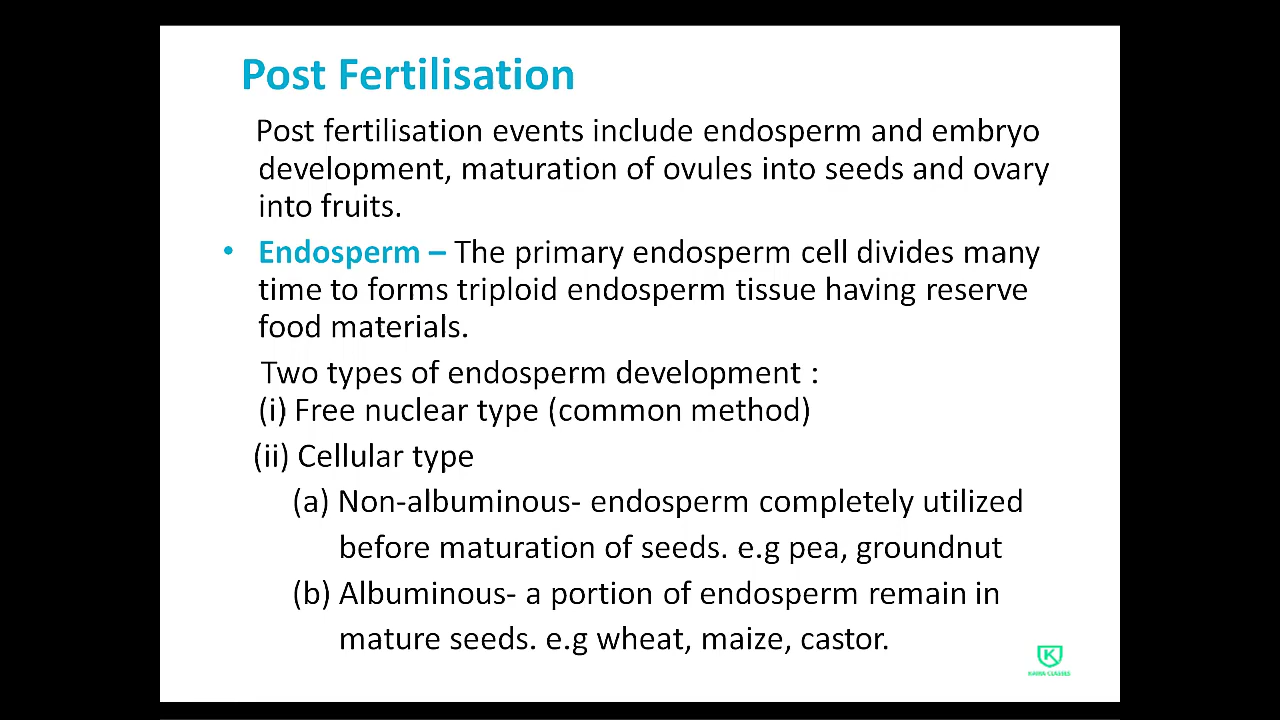 Post Fertilisation
Post fertilisation events include endosperm and embryo
development, maturation of ovules into seeds and ovary
into fruits.
• Endosperm – The primary endosperm cell divides many
time to forms triploid endosperm tissue having reserve
food materials.
Two types of endosperm development :
(i) Free nuclear type (common method)
(ii) Cellular type
(a) Non-albuminous- endosperm completely utilized
before maturation of seeds. e.g pea, groundnut
(b) Albuminous- a portion of endosperm remain in
mature seeds. e.g wheat, maize, castor.
K
CLASSES